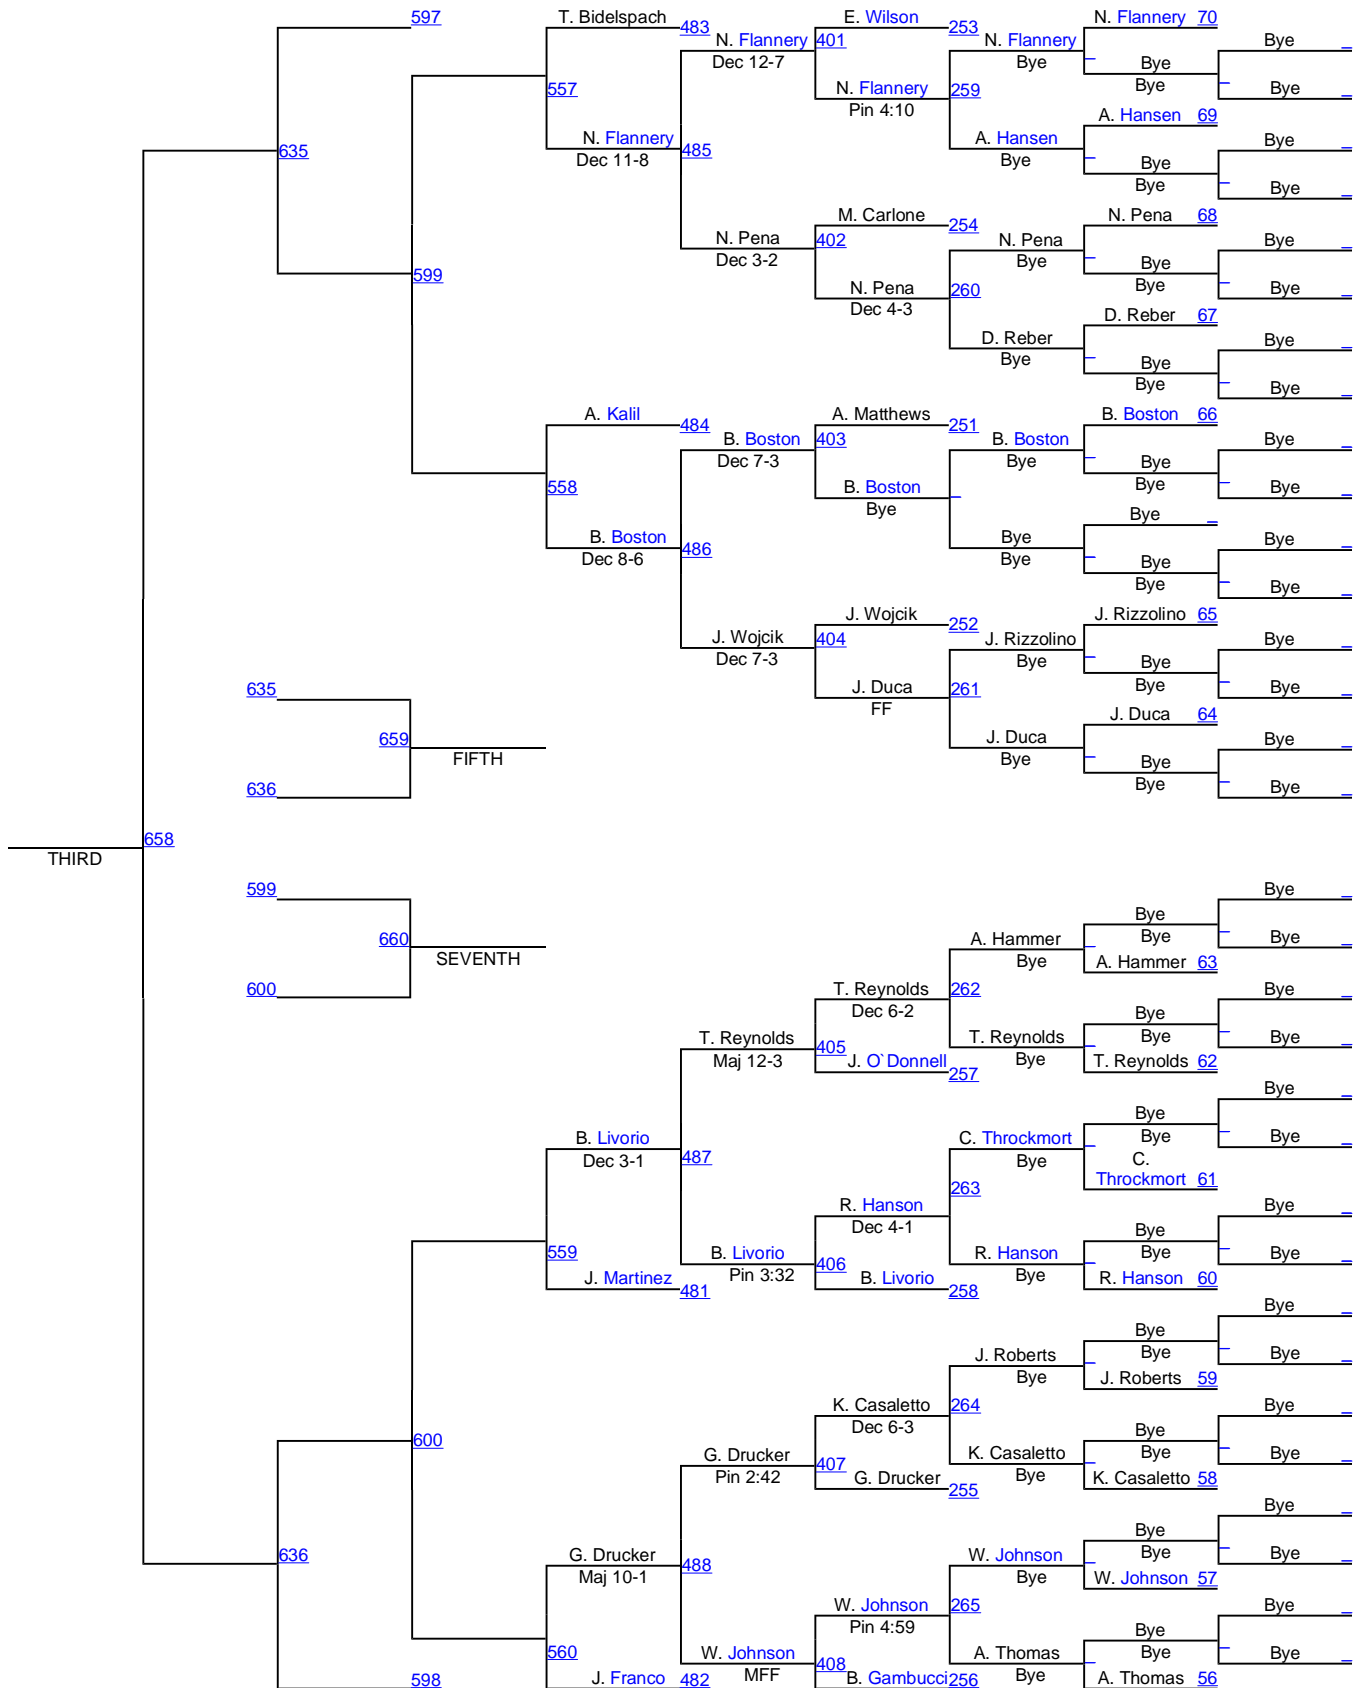 597
T. Bidelspach
483
E. Wilson
253
N. Flannery 70
N. Flannery
401
N. Flannery
Bye
Dec 12-7
Bye
Bye
557
N. Flannery
259
Bye
Bye
Pin 4:10
A. Hansen 69
635
N. Flannery
485
A. Hansen
Bye
Dec 11-8
Bye
Bye
Bye
Bye
M. Carlone
254
N. Pena 68
N. Pena
402
N. Pena
Bye
Dec 3-2
Bye
Bye
599
N. Pena
260
Bye
Bye
Dec 4-3
D. Reber 67
D. Reber
Bye
Bye
Bye
Bye
Bye
A. Kalil
484
A. Matthews
251
B. Boston 66
B. Boston
403
B. Boston
Bye
Dec 7-3
Bye
Bye
558
B. Boston
Bye
Bye
Bye
Bye
B. Boston
486
Bye
Bye
Dec 8-6
Bye
Bye
Bye
Bye
J. Wojcik
252
J. Rizzolino 65
J. Wojcik
404
J. Rizzolino
Bye
Dec 7-3
Bye
Bye
635
J. Duca
261
Bye
Bye
FF
J. Duca 64
659
J. Duca
Bye
FIFTH
Bye
Bye
636
Bye
Bye
658
THIRD
599
Bye
Bye
660
A. Hammer
Bye
Bye
SEVENTH
Bye
A. Hammer 63
600
T. Reynolds
262
Bye
Dec 6-2
Bye
T. Reynolds
405
T. Reynolds
Bye
Bye
Maj 12-3
J. O`Donnell
257
Bye
T. Reynolds 62
Bye
Bye
B. Livorio
487
C. Throckmort
Bye
Bye
Dec 3-1
Bye
C.
Throckmort 61
263
R. Hanson
Bye
Dec 4-1
Bye
559
B. Livorio
406
R. Hanson
Bye
Bye
J. Martinez
481
Pin 3:32
B. Livorio
258
Bye
R. Hanson 60
Bye
Bye
J. Roberts
Bye
Bye
Bye
J. Roberts 59
K. Casaletto
264
Bye
Dec 6-3
600
Bye
G. Drucker
407
K. Casaletto
Bye
Bye
Pin 2:42
G. Drucker
255
Bye
K. Casaletto 58
Bye
Bye
636
G. Drucker
488
W. Johnson
Bye
Bye
Maj 10-1
Bye
W. Johnson 57
W. Johnson
265
Bye
Pin 4:59
Bye
560
W. Johnson
408
A. Thomas
Bye
Bye
598
J. Franco
482
MFF
B. Gambucci
256
Bye
A. Thomas 56